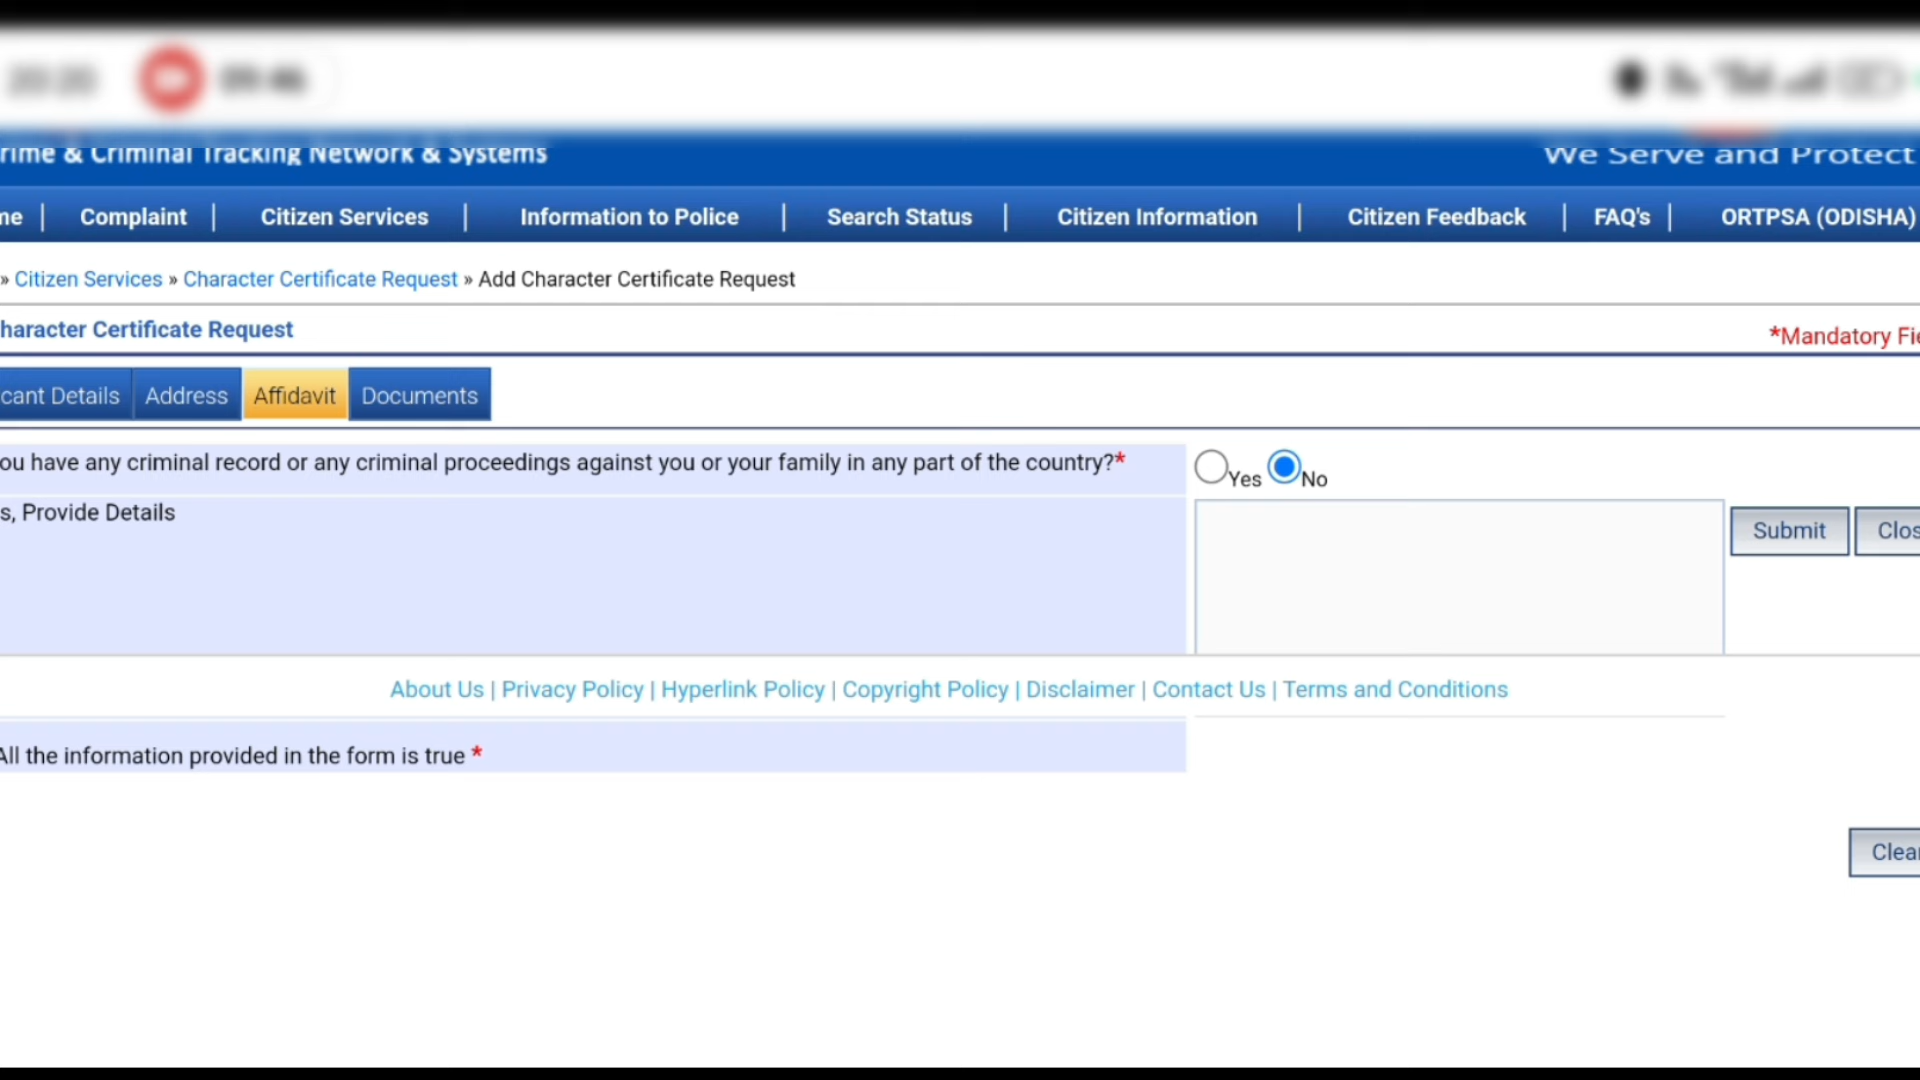 rime & Criminal Tracking Network & Systems
We Serve and Protect
me | Complaint | Citizen Services | Information to Police | Search Status | Citizen Information | Citizen Feedback | FAQ's | ORTPSA (ODISHA)
» Citizen Services » Character Certificate Request » Add Character Certificate Request
haracter Certificate Request
*Mandatory Fie
cant Details Address Affidavit Documents
ou have any criminal record or any criminal proceedings against you or your family in any part of the country?*
Yes No
s, Provide Details
Submit Clos
About Us | Privacy Policy | Hyperlink Policy | Copyright Policy | Disclaimer | Contact Us | Terms and Conditions
All the information provided in the form is true *
Clear